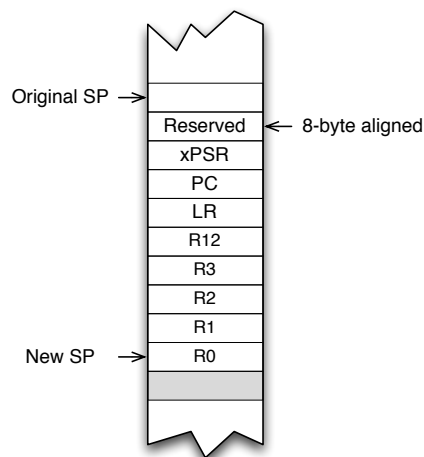 Original SP
Reserved
8-byte aligned
xPSR
PC
LR
R12
R3
R2
R1
New SP
R0